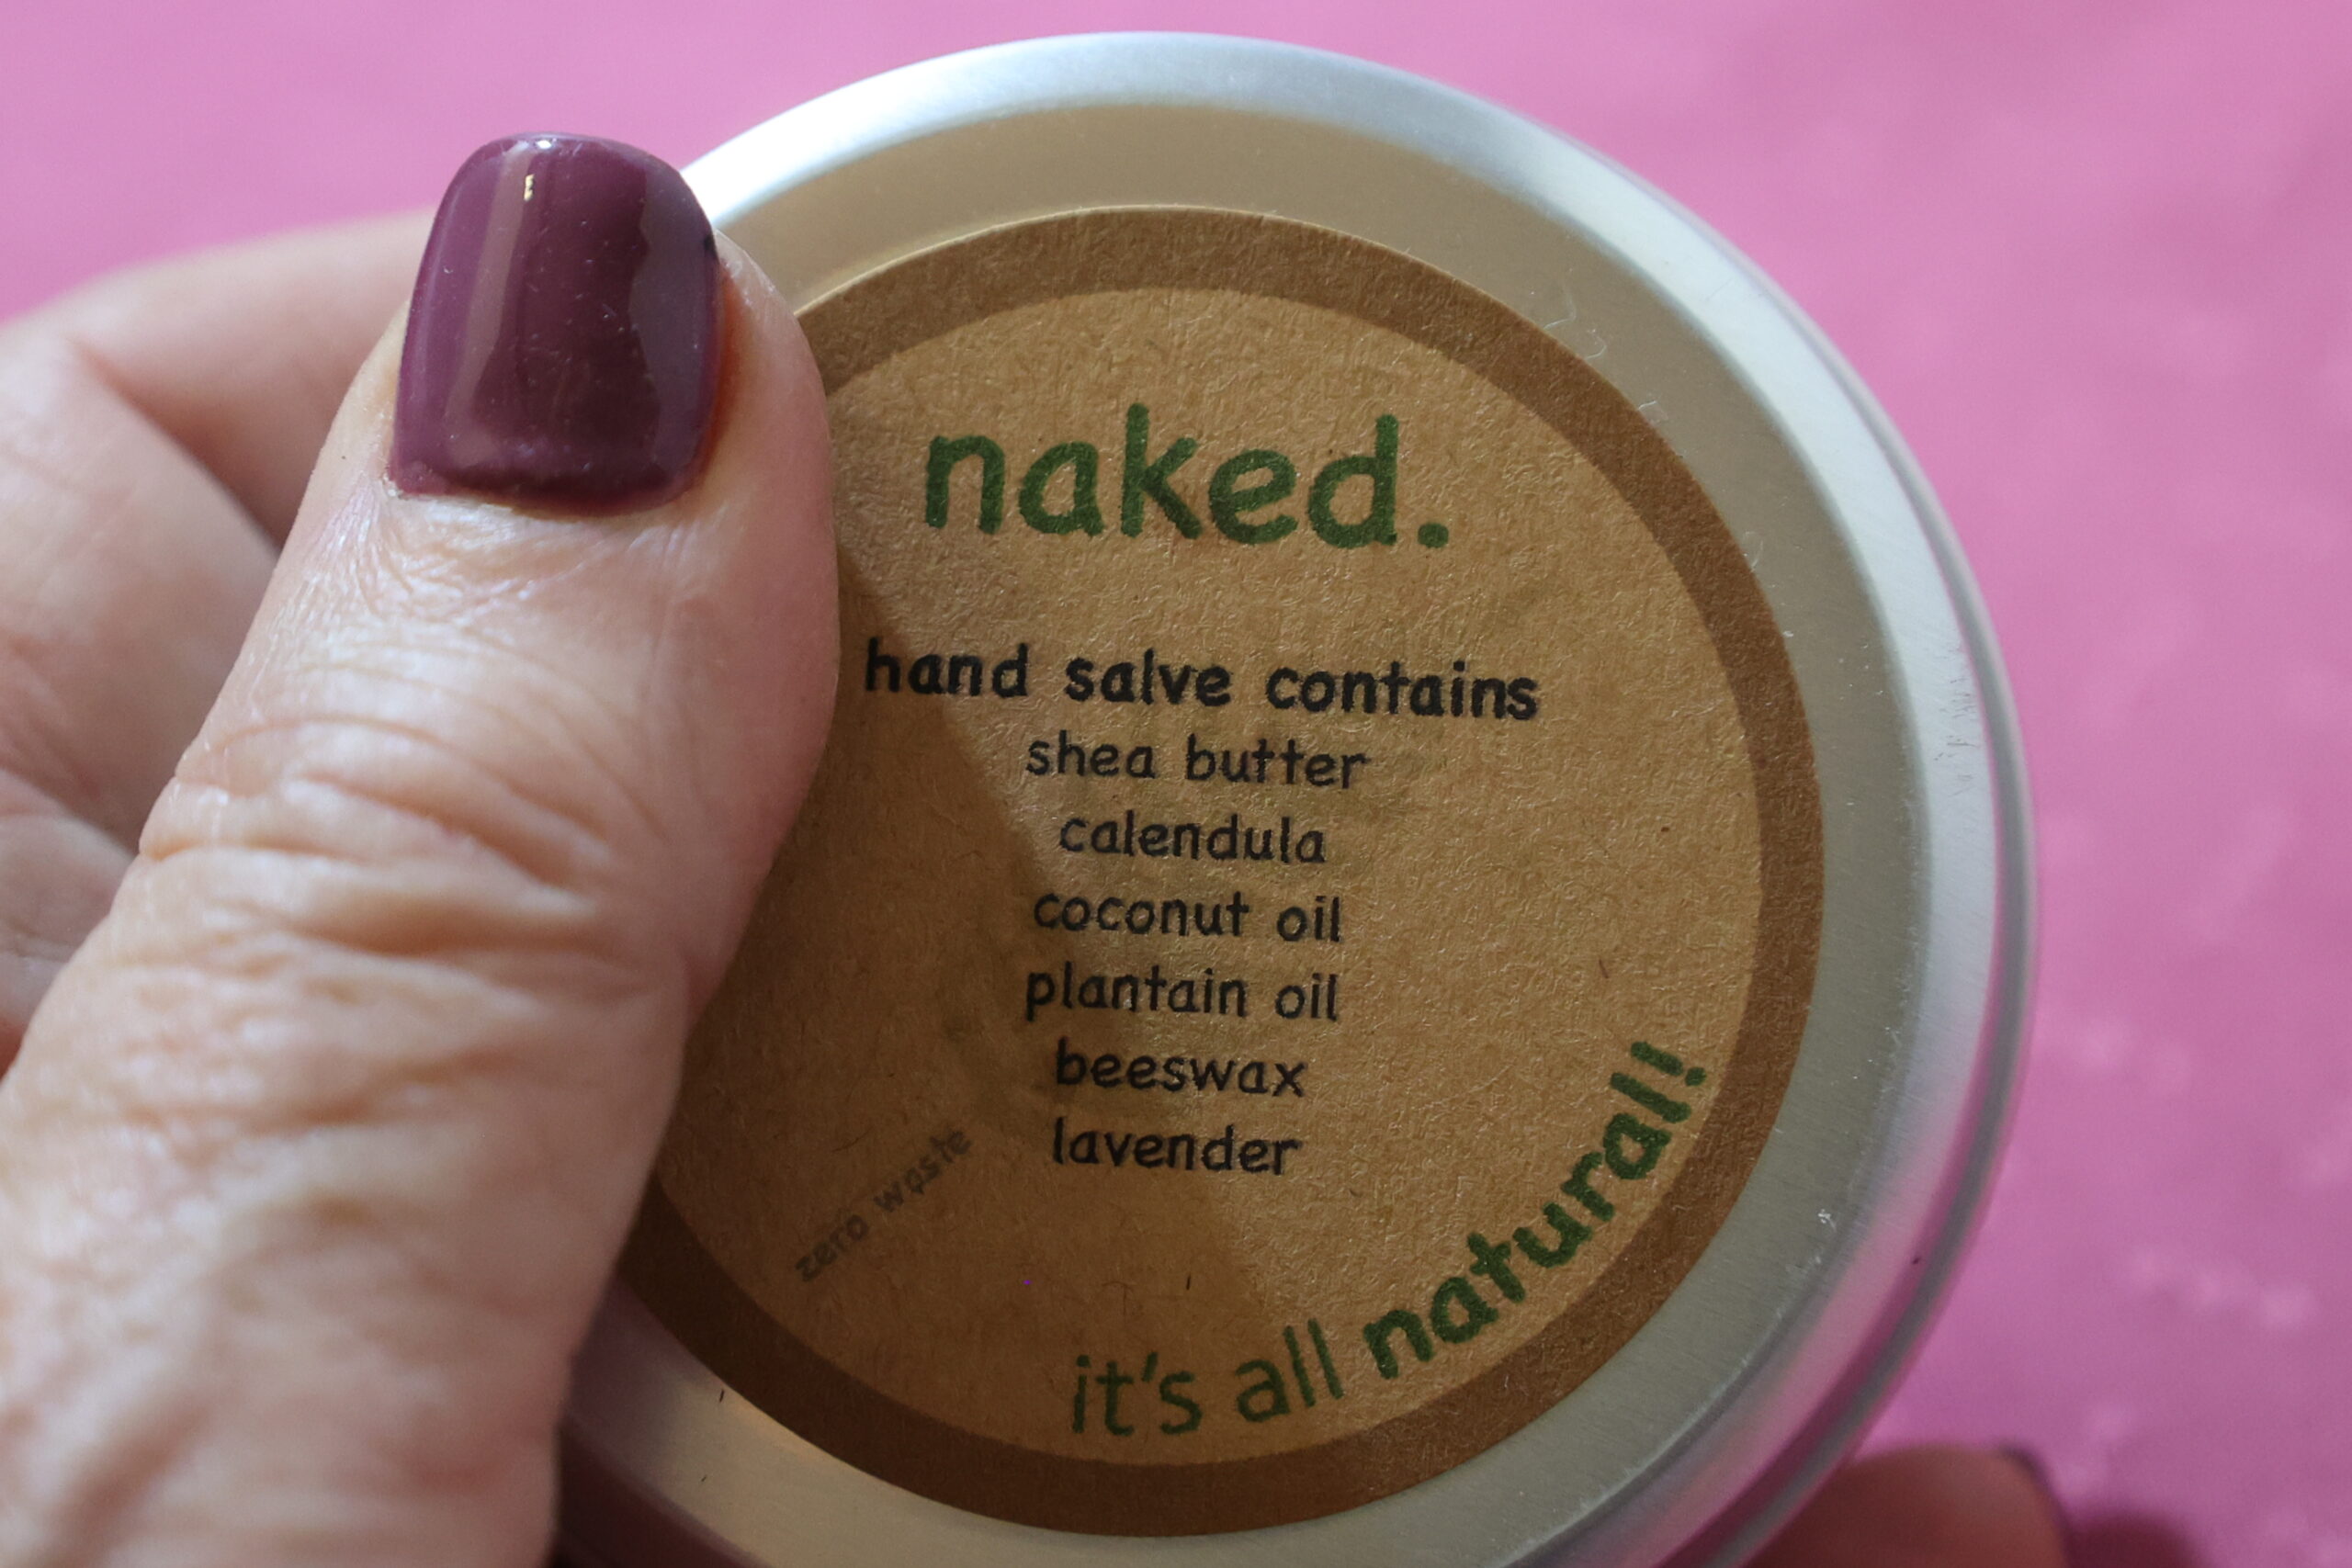 naked.
hand salve contains
shea butter
calendula
coconut oil
plantain oil
beeswax
lavender
zero waste
it's all natural!